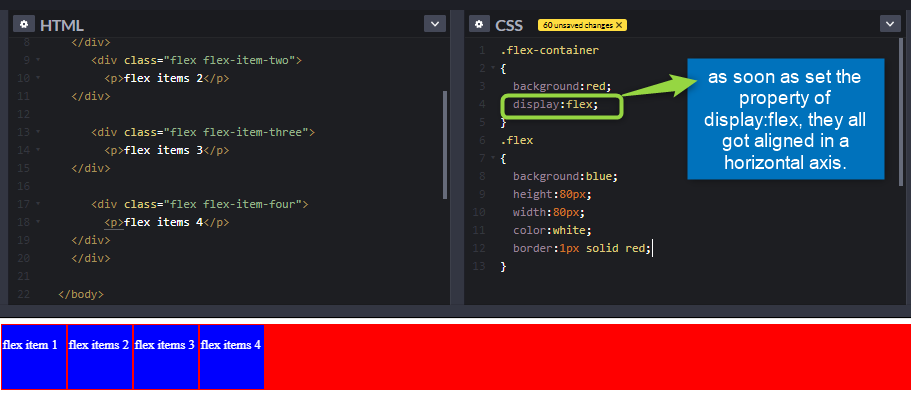 HTML
8 </div>
9 <div class="flex flex-item-two">
10 <p>flex items 2</p>
11 </div>
12
13 <div class="flex flex-item-three">
14 <p>flex items 3</p>
15 </div>
16
17 <div class="flex flex-item-four">
18 <p>flex items 4</p>
19 </div>
20 </div>
21
22 </body>
CSS
60 unsaved changes X
1 .flex-container
2 {
3 background:red;
4 display:flex;
5 }
6 .flex
7 {
8 background:blue;
9 height:80px;
10 width:80px;
11 color:white;
12 border:1px solid red;
13 }
as soon as set the
property of
display:flex, they all
got aligned in a
horizontal axis.
flex item 1 flex items 2 flex items 3 flex items 4